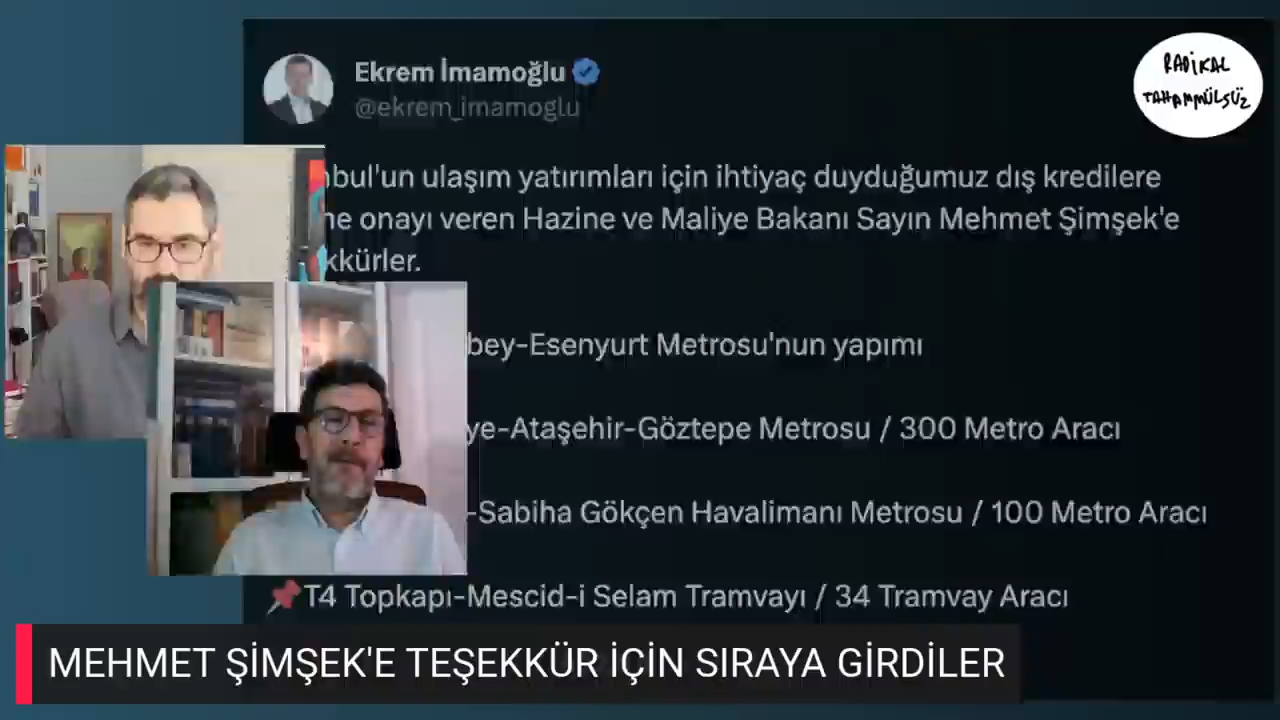 Ekrem İmamoğlu
@ekrem_imamoglu
RADİKAL
TAHAMMÜLSÜZ
nbul'un ulaşım yatırımları için ihtiyaç duyduğumuz dış kredilere
ne onayı veren Hazine ve Maliye Bakanı Sayın Mehmet Şimşek'e
kkürler.
bey-Esenyurt Metrosu'nun yapımı
ye-Ataşehir-Göztepe Metrosu / 300 Metro Aracı
-Sabiha Gökçen Havalimanı Metrosu / 100 Metro Aracı
📌T4 Topkapı-Mescid-i Selam Tramvayı / 34 Tramvay Aracı
MEHMET ŞİMŞEK'E TEŞEKKÜR İÇİN SIRAYA GİRDİLER